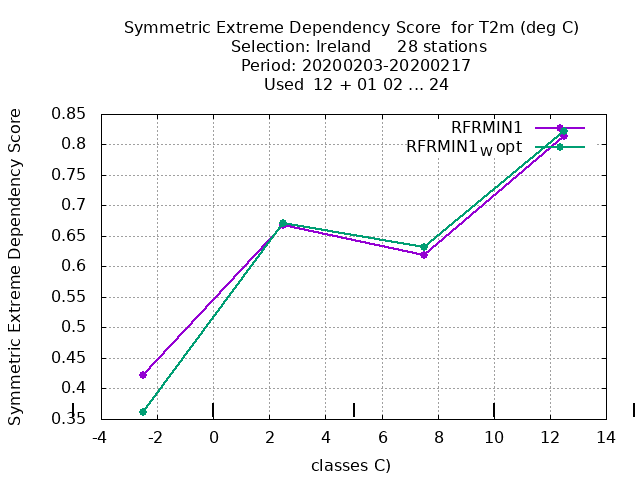 Symmetric Extreme Dependency Score for T2m (deg C)
Selection: Ireland 28 stations
Period: 20200203-20200217
Used 12 + 01 02 ... 24
Symmetric Extreme Dependency Score
0.85
0.8
0.75
0.7
0.65
0.6
0.55
0.5
0.45
0.4
0.35
RFRMIN1
RFRMIN1W opt
-4 -2 0 2 4 6 8 10 12 14
classes C)